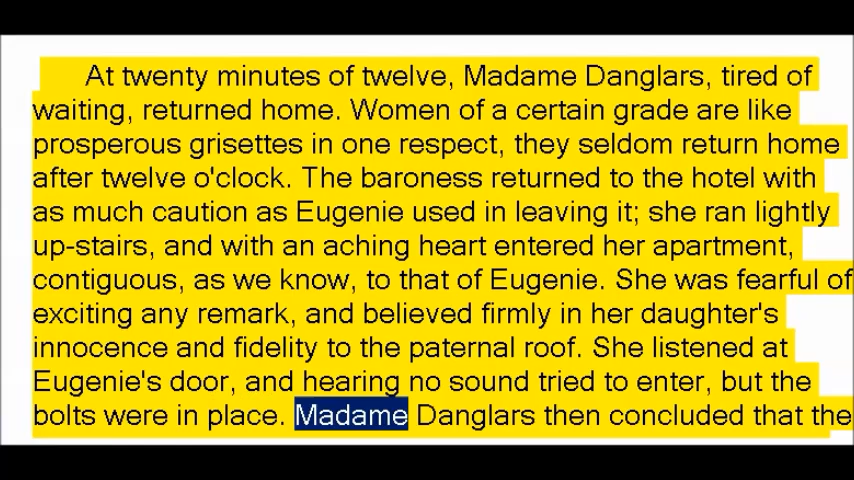 At twenty minutes of twelve, Madame Danglars, tired of
waiting, returned home. Women of a certain grade are like
prosperous grisettes in one respect, they seldom return home
after twelve o'clock. The baroness returned to the hotel with
as much caution as Eugenie used in leaving it; she ran lightly
up-stairs, and with an aching heart entered her apartment,
contiguous, as we know, to that of Eugenie. She was fearful of
exciting any remark, and believed firmly in her daughter's
innocence and fidelity to the paternal roof. She listened at
Eugenie's door, and hearing no sound tried to enter, but the
bolts were in place. Madame Danglars then concluded that the